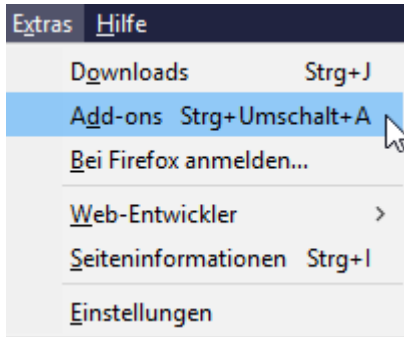 Extras Hilfe
Downloads Strg+J
Add-ons Strg+Umschalt+A
Bei Firefox anmelden...
Web-Entwickler
Seiteninformationen Strg+I
Einstellungen